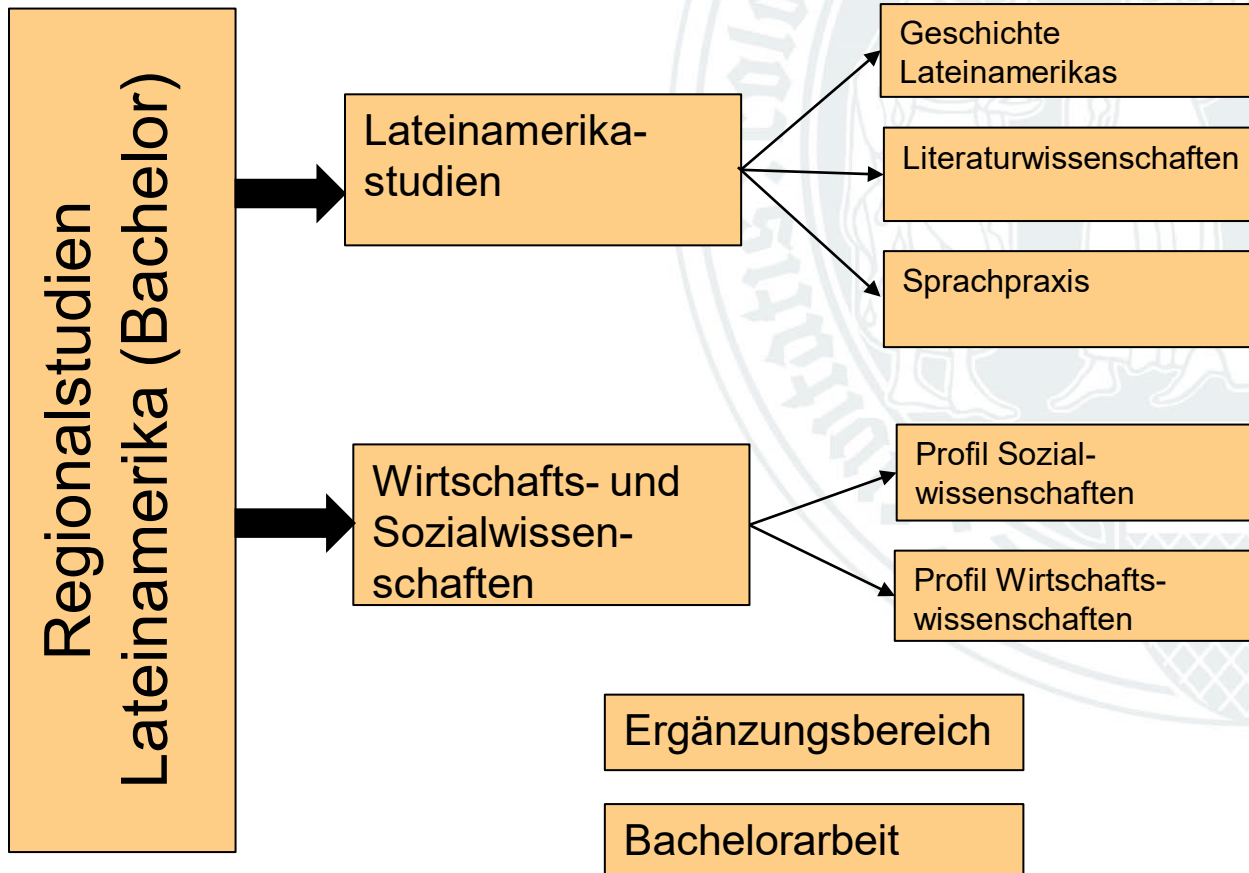 Regionalstudien
Lateinamerika (Bachelor)
Lateinamerika-
studien
Geschichte
Lateinamerikas
Literaturwissenschaften
Sprachpraxis
Wirtschafts- und
Sozialwissen-
schaften
Profil Sozial-
wissenschaften
Profil Wirtschafts-
wissenschaften
Ergänzungsbereich
Bachelorarbeit